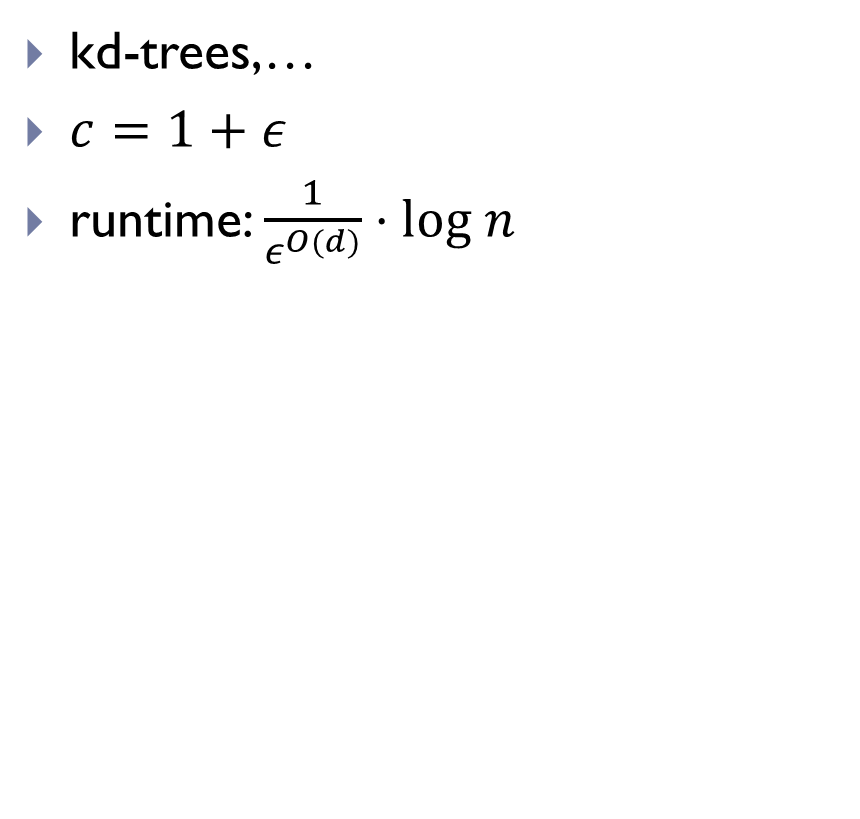 kd-trees,…
c = 1 + ϵ
runtime: 1/ϵ^{O(d)} · log n